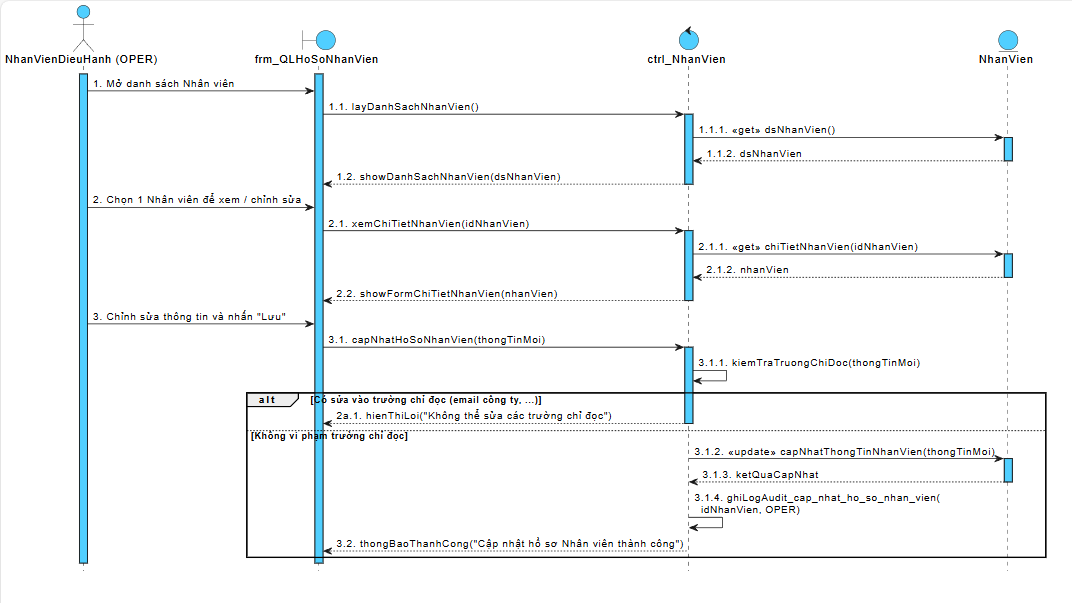 NhanVienDieuHanh (OPER)
frm_QLHoSoNhanVien
ctrl_NhanVien
NhanVien
1. Mở danh sách Nhân viên
1.1. layDanhSachNhanVien()
1.1.1. «get» dsNhanVien()
1.1.2. dsNhanVien
1.2. showDanhSachNhanVien(dsNhanVien)
2. Chọn 1 Nhân viên để xem / chỉnh sửa
2.1. xemChiTietNhanVien(idNhanVien)
2.1.1. «get» chiTietNhanVien(idNhanVien)
2.1.2. nhanVien
2.2. showFormChiTietNhanVien(nhanVien)
3. Chỉnh sửa thông tin và nhấn "Lưu"
3.1. capNhatHoSoNhanVien(thongTinMoi)
3.1.1. kiemTraTruongChiDoc(thongTinMoi)
alt
[Có sửa vào trường chỉ đọc (email công ty, ...)]
2a.1. hienThiLoi("Không thể sửa các trường chỉ đọc")
[Không vi phạm trường chỉ đọc]
3.1.2. «update» capNhatThongTinNhanVien(thongTinMoi)
3.1.3. ketQuaCapNhat
3.1.4. ghiLogAudit_cap_nhat_ho_so_nhan_vien(
idNhanVien, OPER)
3.2. thongBaoThanhCong("Cập nhật hồ sơ Nhân viên thành công")